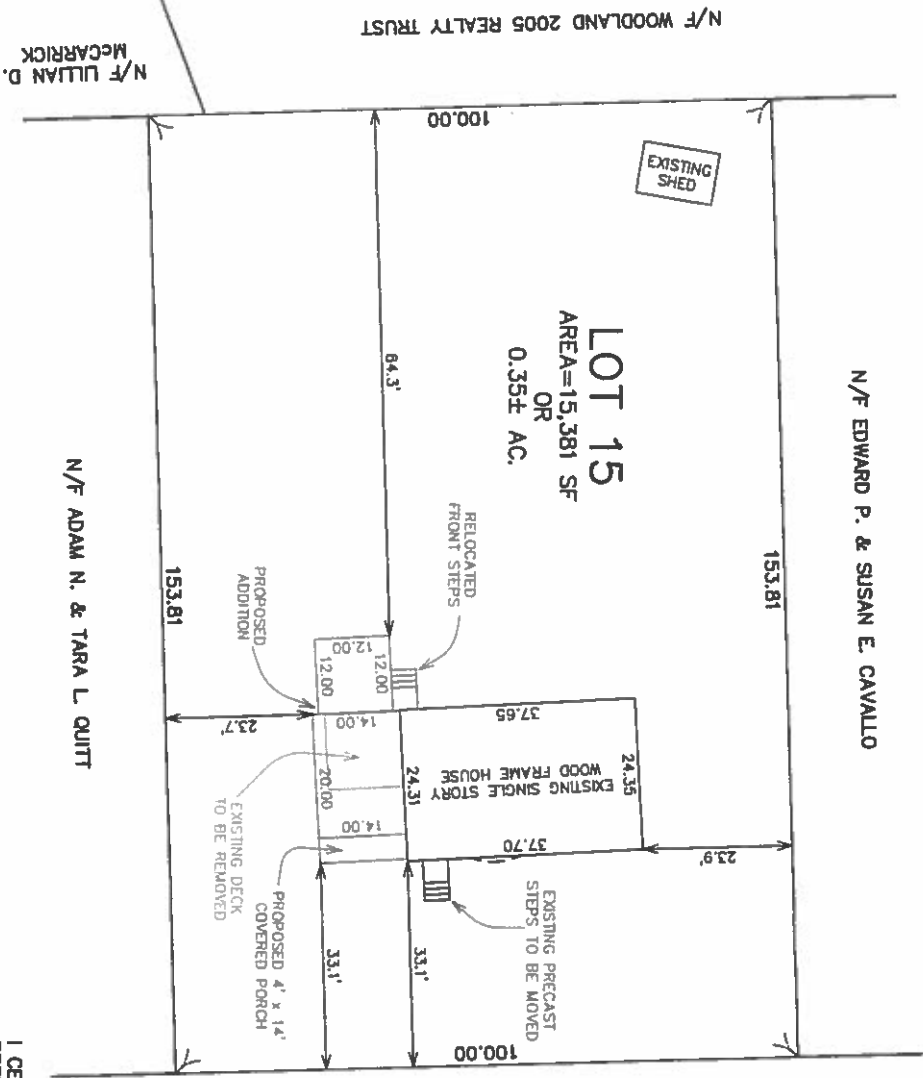 N/F WOODLAND 2005 REALTY TRUST
N/F LILLIAN D.
McCARRICK
100.00
EXISTING
SHED
LOT 15
AREA=15,381 SF
OR
0.35± AC.
N/F EDWARD P. & SUSAN E. CAVALLO
153.81
84.3'
RELOCATED
FRONT STEPS
PROPOSED
ADDITION
12.00
12.00
12.00
153.81
N/F ADAM N. & TARA L. QUITT
23.7'
14.00
20.00
14.00
37.65
24.31
EXISTING SINGLE STORY
WOOD FRAME HOUSE
24.35
37.70
23.9'
EXISTING DECK
TO BE REMOVED
PROPOSED 4' x 14'
COVERED PORCH
EXISTING PRECAST
STEPS TO BE MOVED
33.1'
33.1'
100.00
I CE